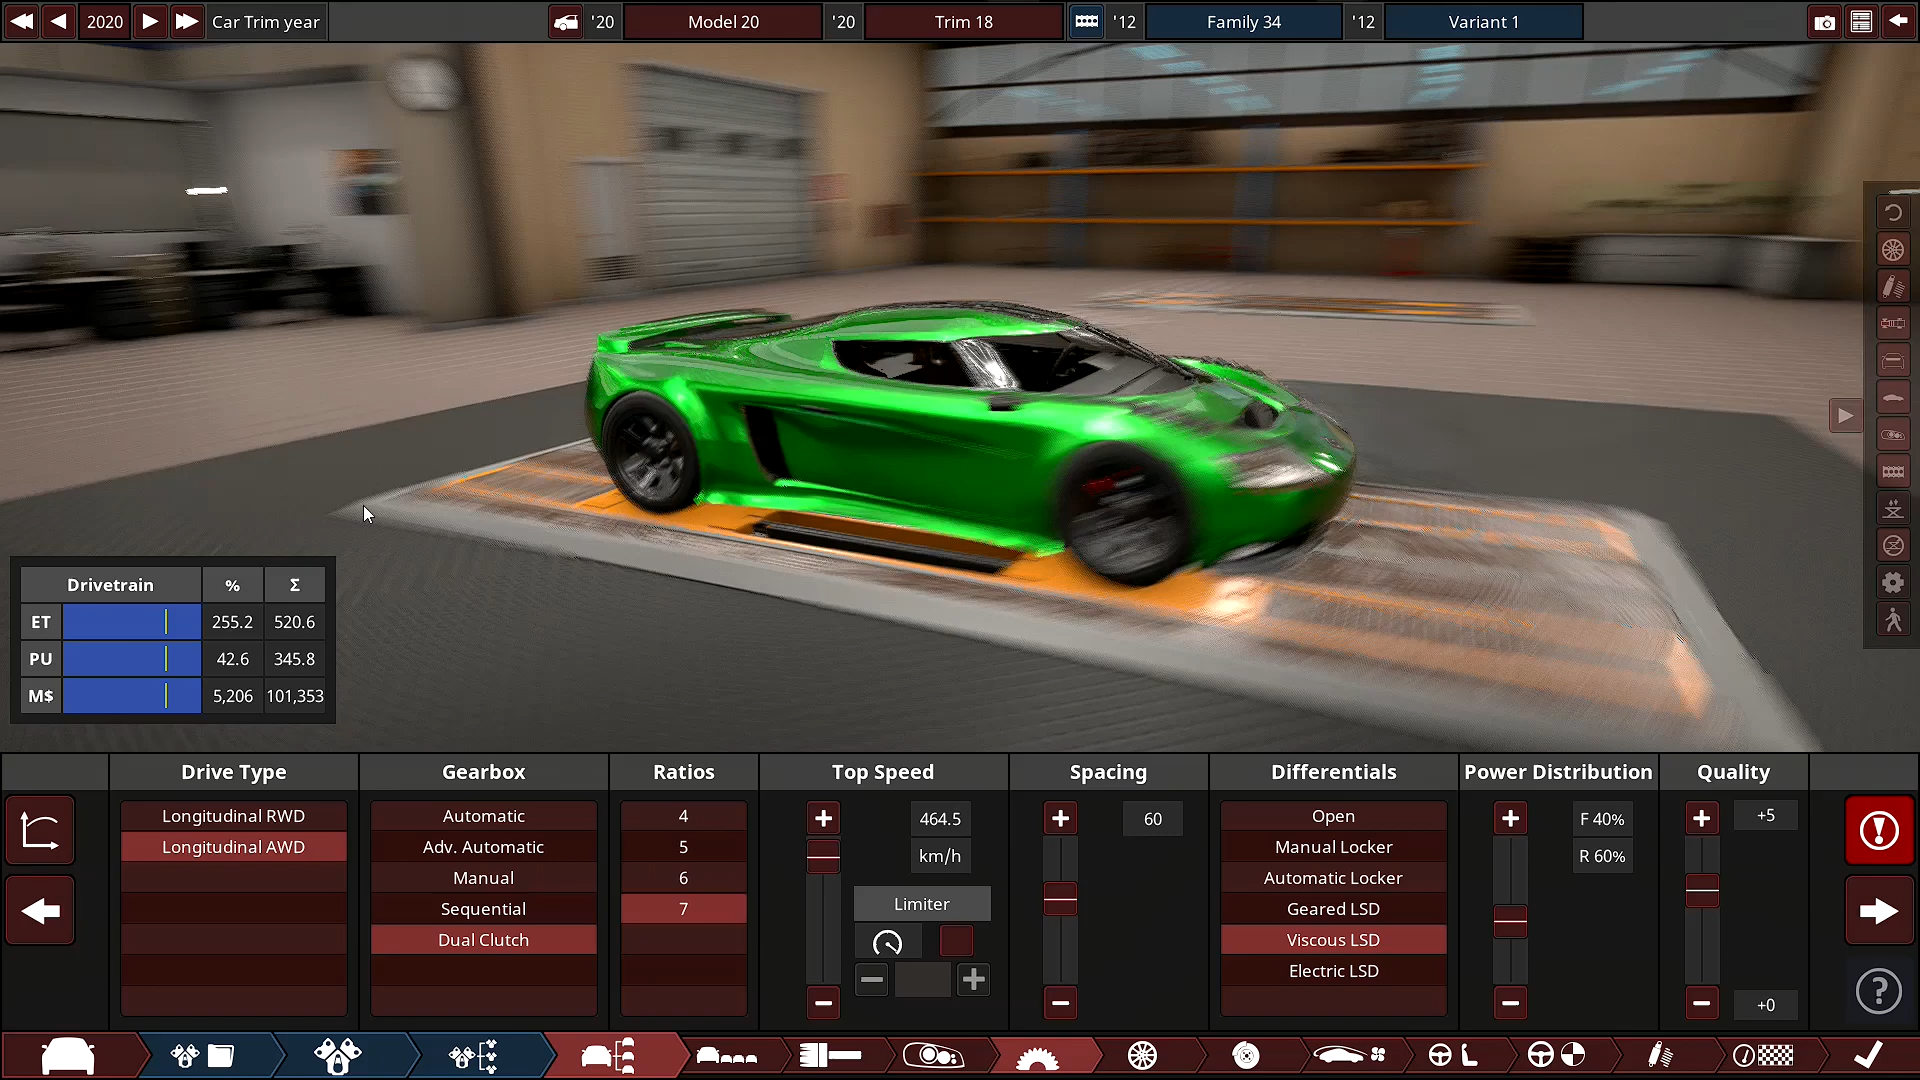 2020 Car Trim year '20 Model 20 '20 Trim 18 '12 Family 34 '12 Variant 1
Drivetrain % Σ
ET 255.2 520.6
PU 42.6 345.8
M$ 5,206 101,353
Drive Type
Longitudinal RWD
Longitudinal AWD
Gearbox
Automatic
Adv. Automatic
Manual
Sequential
Dual Clutch
Ratios
4
5
6
7
Top Speed
+ 464.5
km/h
Limiter
− +
−
Spacing
+ 60
−
Differentials
Open
Manual Locker
Automatic Locker
Geared LSD
Viscous LSD
Electric LSD
Power Distribution
+ F 40%
R 60%
−
Quality
+ +5
− +0
!
?